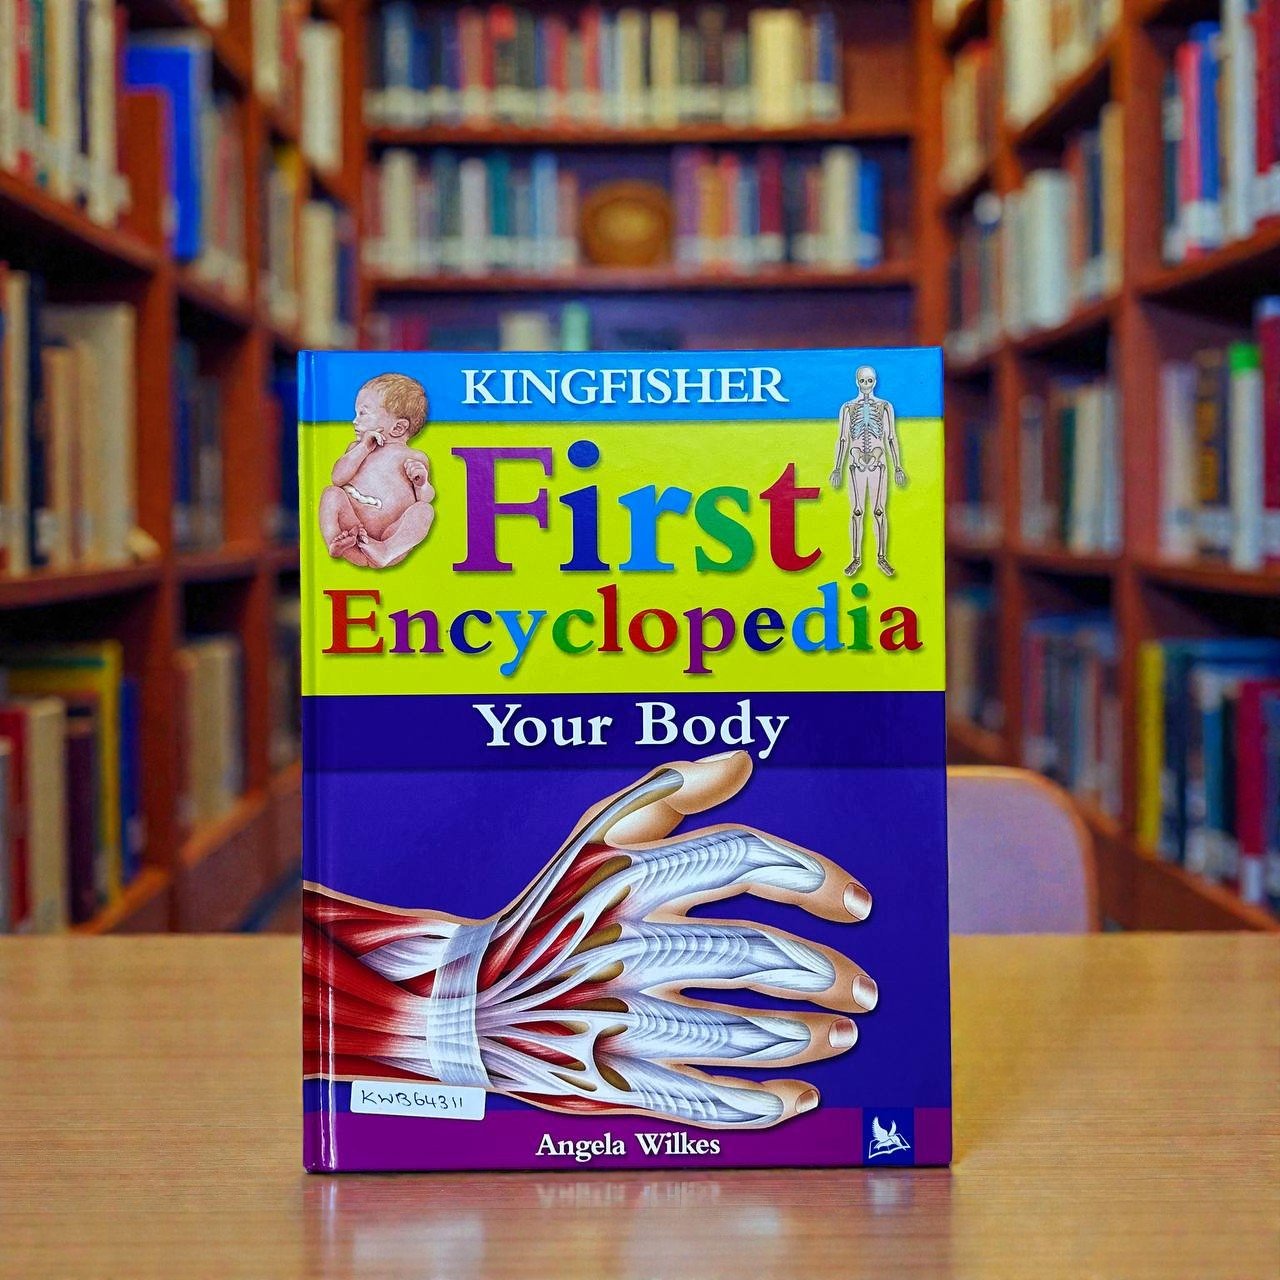 KINGFISHER
First
Encyclopedia
Your Body
KWB64311
Angela Wilkes